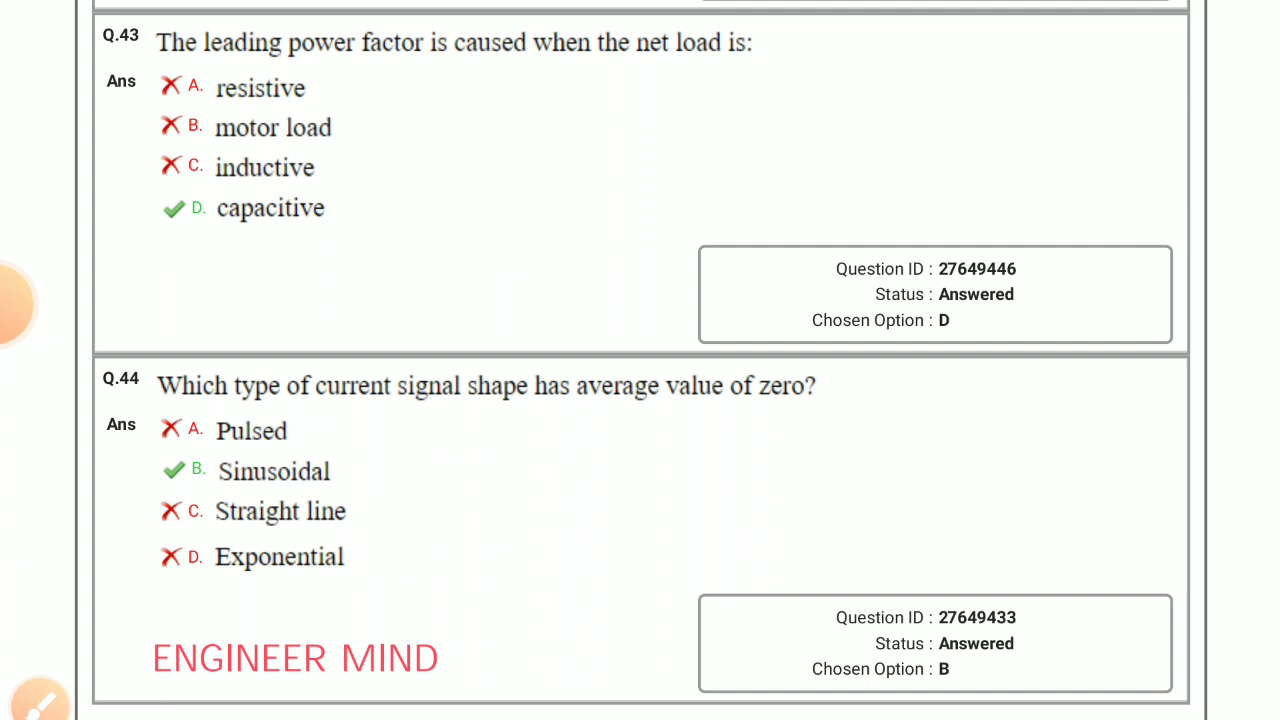 Q.43 The leading power factor is caused when the net load is:
Ans A. resistive
B. motor load
C. inductive
D. capacitive
Question ID : 27649446
Status : Answered
Chosen Option : D
Q.44 Which type of current signal shape has average value of zero?
Ans A. Pulsed
B. Sinusoidal
C. Straight line
D. Exponential
Question ID : 27649433
Status : Answered
Chosen Option : B
ENGINEER MIND